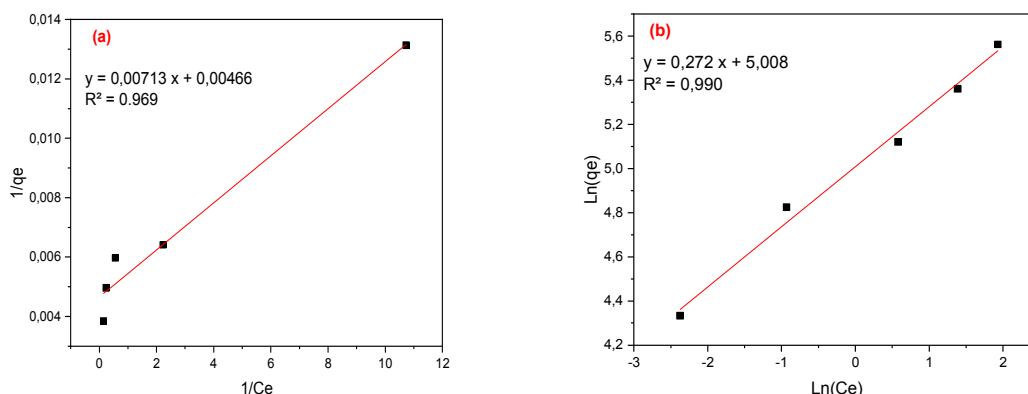 (a)
y = 0,00713 x + 0,00466
R² = 0.969
0,014
0,012
0,010
0,008
0,006
0,004
1/qe
0 2 4 6 8 10 12
1/Ce
(b)
y = 0,272 x + 5,008
R² = 0,990
5,6
5,4
5,2
5,0
4,8
4,6
4,4
4,2
Ln(qe)
-3 -2 -1 0 1 2
Ln(Ce)